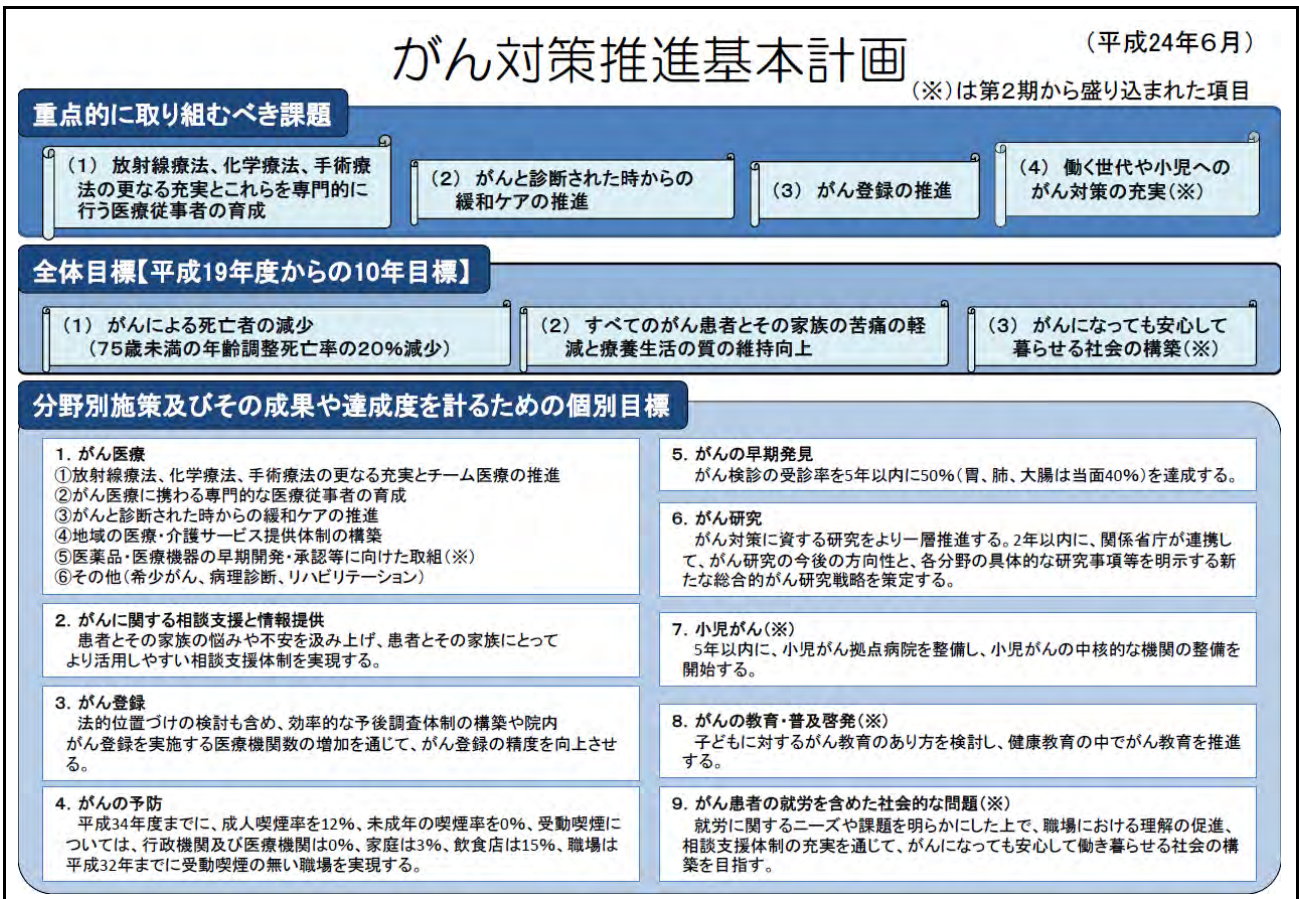 がん対策推進基本計画
(平成24年6月)
(※)は第2期から盛り込まれた項目
重点的に取り組むべき課題
(1) 放射線療法、化学療法、手術療
法の更なる充実とこれらを専門的に
行う医療従事者の育成
(2) がんと診断された時からの
緩和ケアの推進
(3) がん登録の推進
(4) 働く世代や小児への
がん対策の充実(※)
全体目標【平成19年度からの10年目標】
(1) がんによる死亡者の減少
(75歳未満の年齢調整死亡率の20%減少)
(2) すべてのがん患者とその家族の苦痛の軽
減と療養生活の質の維持向上
(3) がんになっても安心して
暮らせる社会の構築(※)
分野別施策及びその成果や達成度を計るための個別目標
1. がん医療
①放射線療法、化学療法、手術療法の更なる充実とチーム医療の推進
②がん医療に携わる専門的な医療従事者の育成
③がんと診断された時からの緩和ケアの推進
④地域の医療・介護サービス提供体制の構築
⑤医薬品・医療機器の早期開発・承認等に向けた取組(※)
⑥その他(希少がん、病理診断、リハビリテーション)
2. がんに関する相談支援と情報提供
患者とその家族の悩みや不安を汲み上げ、患者とその家族にとって
より活用しやすい相談支援体制を実現する。
3. がん登録
法的位置づけの検討も含め、効率的な予後調査体制の構築や院内
がん登録を実施する医療機関数の増加を通じて、がん登録の精度を向上させ
る。
4. がんの予防
平成34年度までに、成人喫煙率を12%、未成年の喫煙率を0%、受動喫煙に
ついては、行政機関及び医療機関は0%、家庭は3%、飲食店は15%、職場は
平成32年までに受動喫煙の無い職場を実現する。
5. がんの早期発見
がん検診の受診率を5年以内に50%(胃、肺、大腸は当面40%)を達成する。
6. がん研究
がん対策に資する研究をより一層推進する。2年以内に、関係省庁が連携し
て、がん研究の今後の方向性と、各分野の具体的な研究事項等を明示する新
たな総合的がん研究戦略を策定する。
7. 小児がん(※)
5年以内に、小児がん拠点病院を整備し、小児がんの中核的な機関の整備を
開始する。
8. がんの教育・普及啓発(※)
子どもに対するがん教育のあり方を検討し、健康教育の中でがん教育を推進
する。
9. がん患者の就労を含めた社会的な問題(※)
就労に関するニーズや課題を明らかにした上で、職場における理解の促進、
相談支援体制の充実を通じて、がんになっても安心して働き暮らせる社会の構
築を目指す。